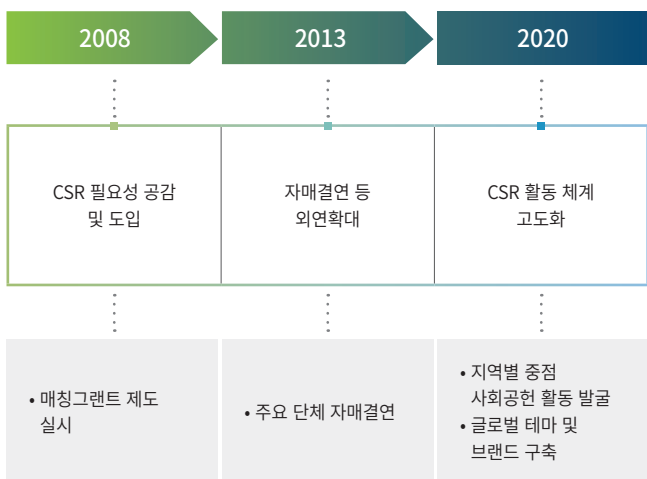 2008
2013
2020
CSR 필요성 공감
및 도입
자매결연 등
외연확대
CSR 활동 체계
고도화
• 매칭그랜트 제도
실시
• 주요 단체 자매결연
• 지역별 중점
사회공헌 활동 발굴
• 글로벌 테마 및
브랜드 구축